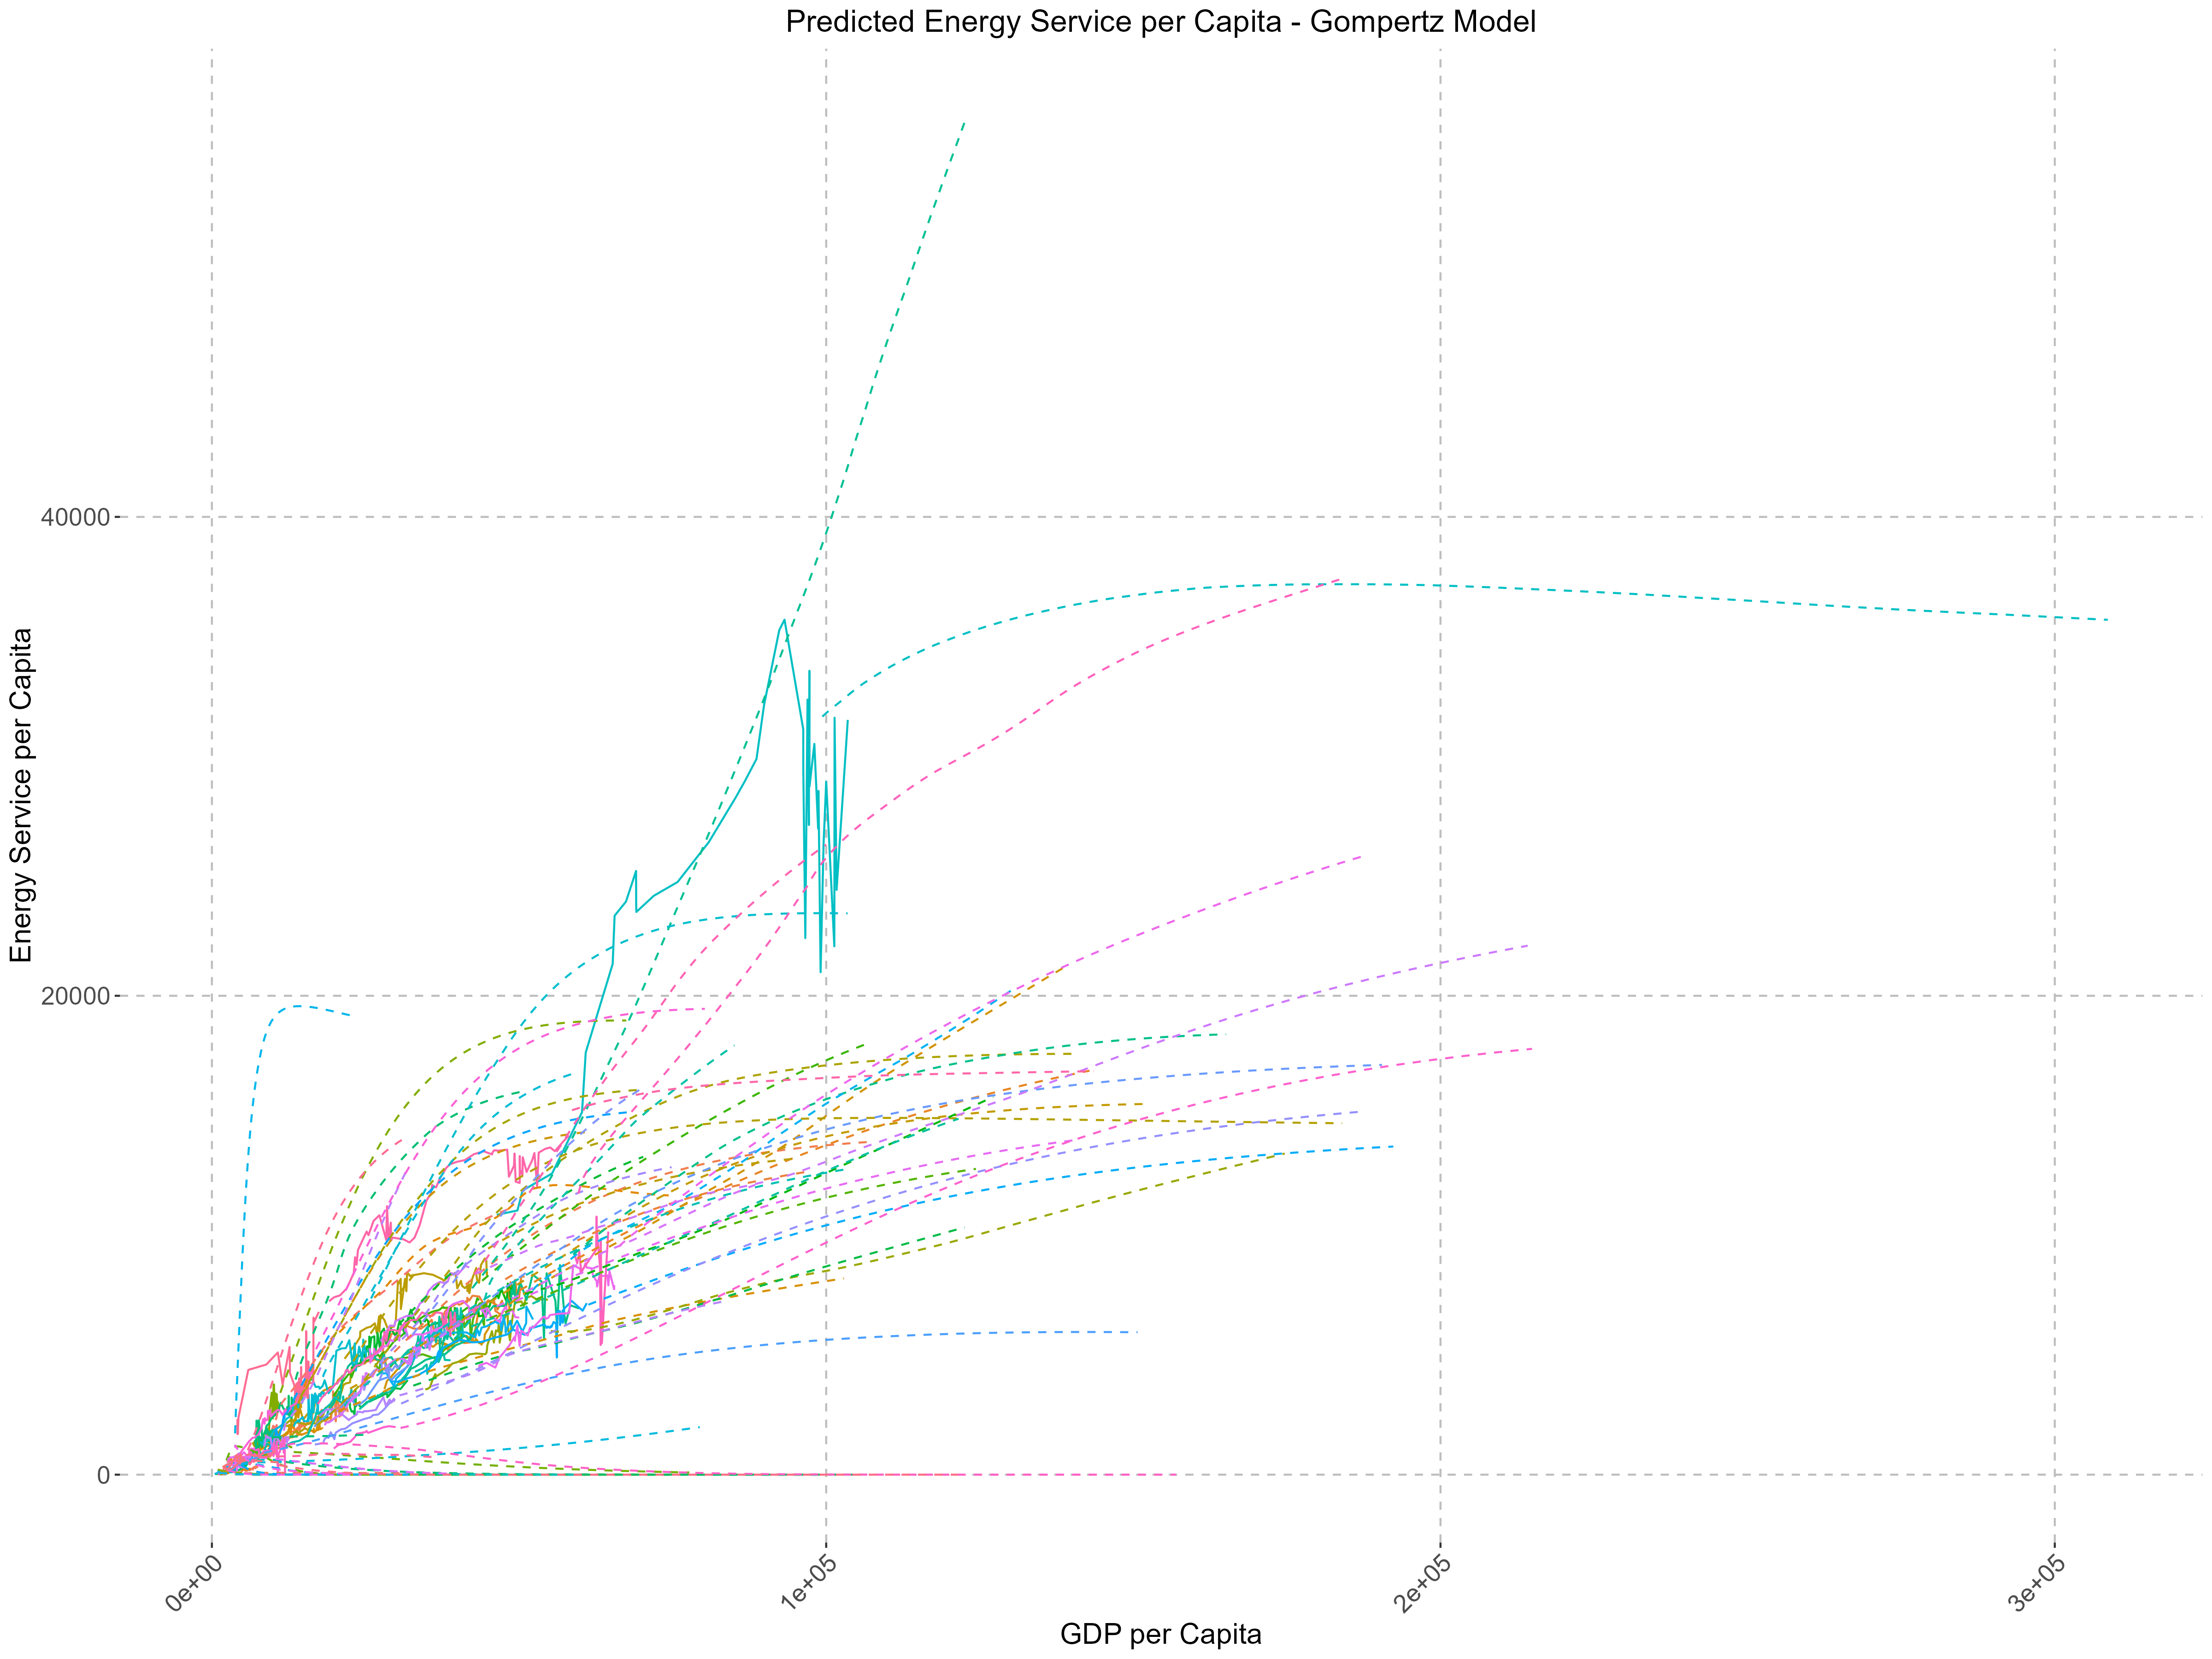 Predicted Energy Service per Capita - Gompertz Model
Energy Service per Capita
40000
20000
0
0e+00
1e+05
2e+05
3e+05
GDP per Capita